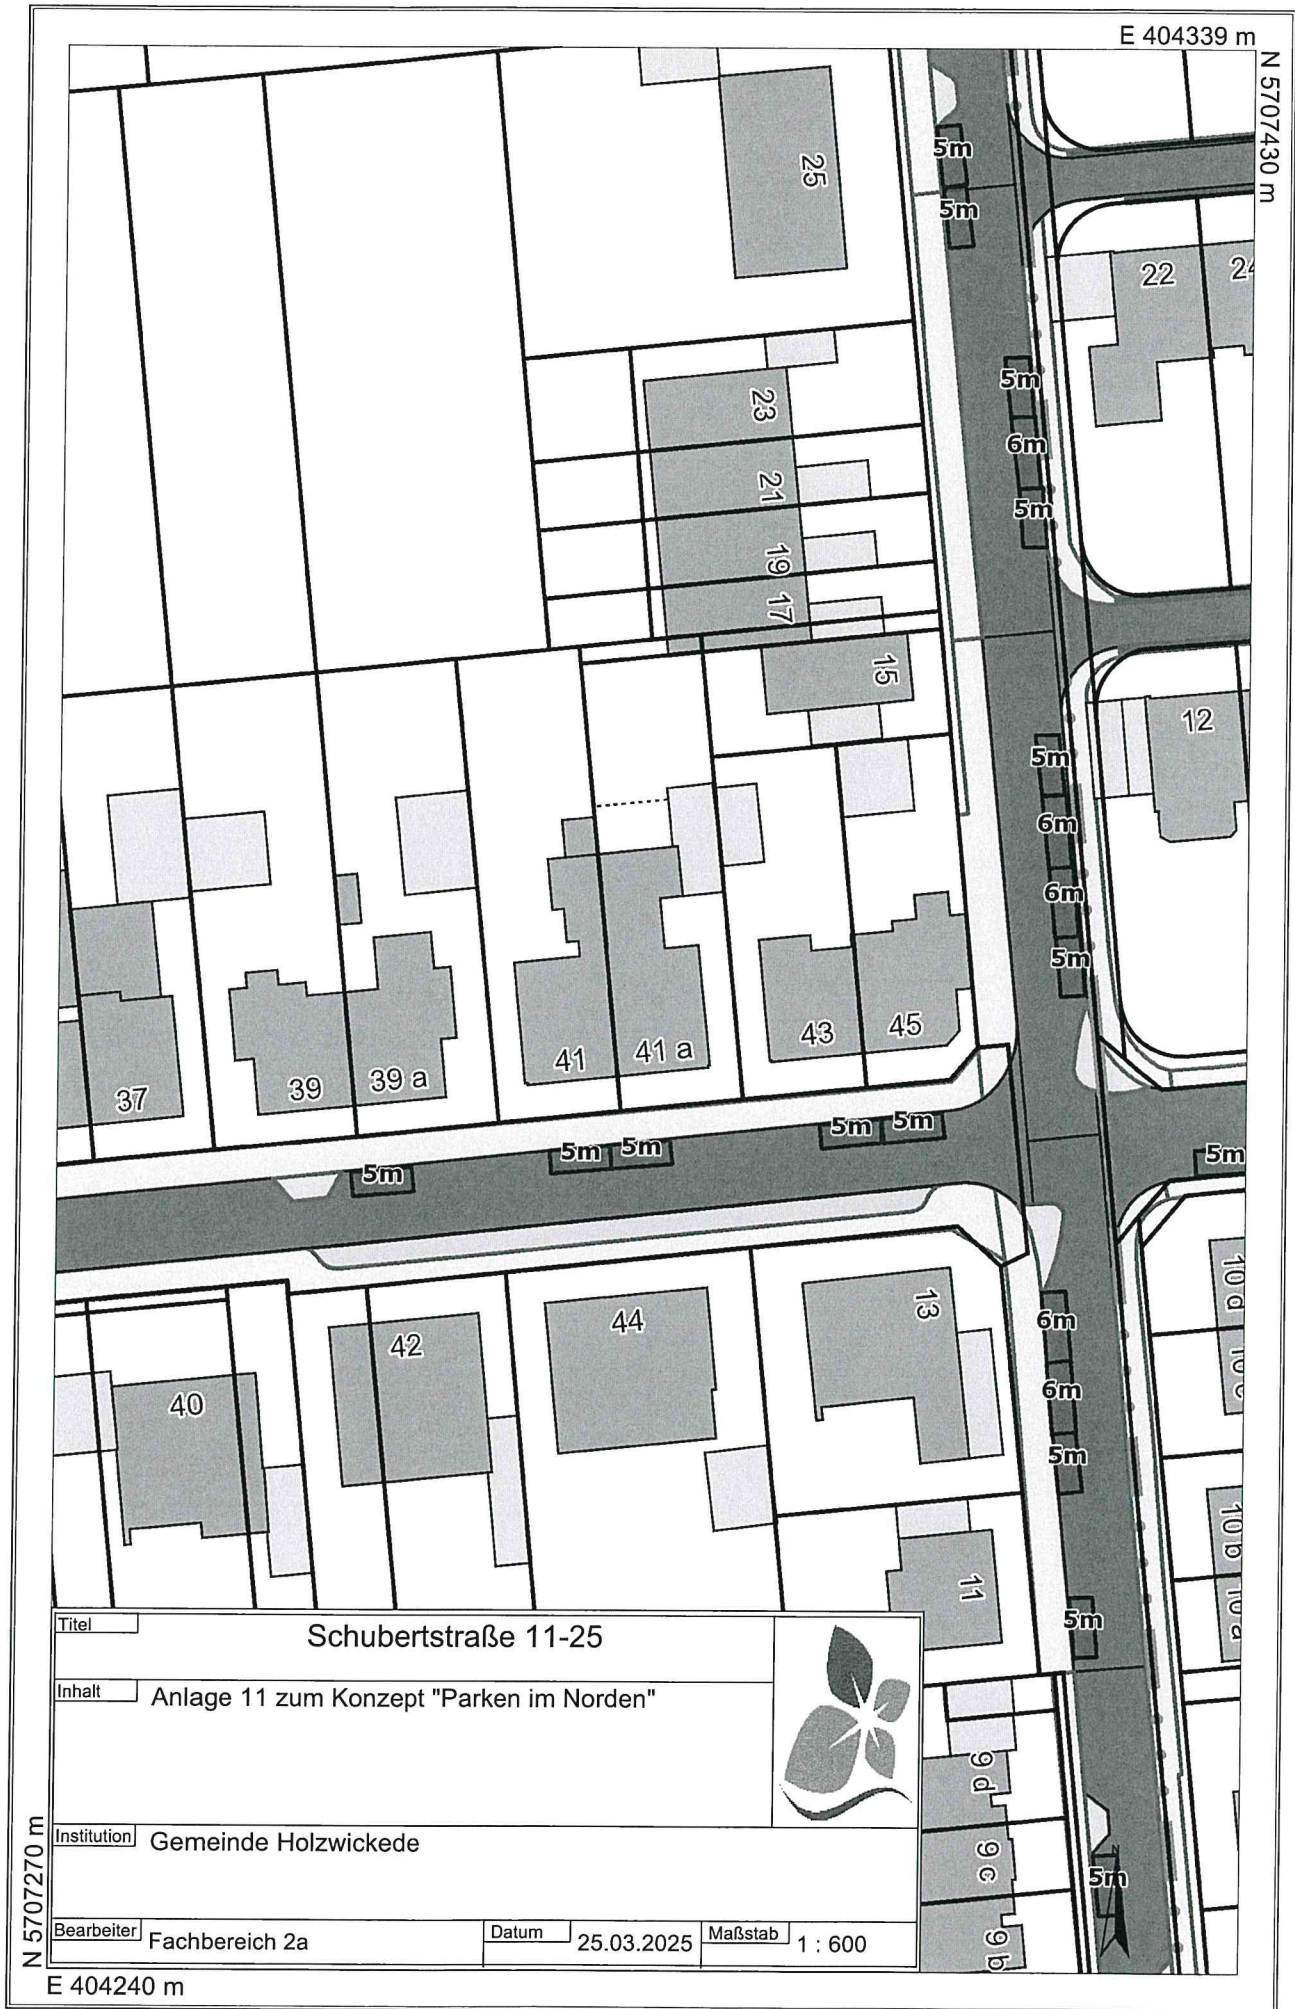 E 404339 m
N 5707430 m
5m
25
5m
22
24
5m
23
6m
21
5m
19
17
15
12
5m
6m
6m
5m
43
45
41
41 a
39
39 a
37
5m
5m
5m
5m
5m
5m
10 d
10 c
13
6m
44
42
6m
40
5m
10 b
10 a
11
5m
Titel
Schubertstraße 11-25
Inhalt
Anlage 11 zum Konzept "Parken im Norden"
9 d
Institution
Gemeinde Holzwickede
9 c
5m
Bearbeiter
Fachbereich 2a
Datum
25.03.2025
Maßstab
1 : 600
9 b
N 5707270 m
E 404240 m